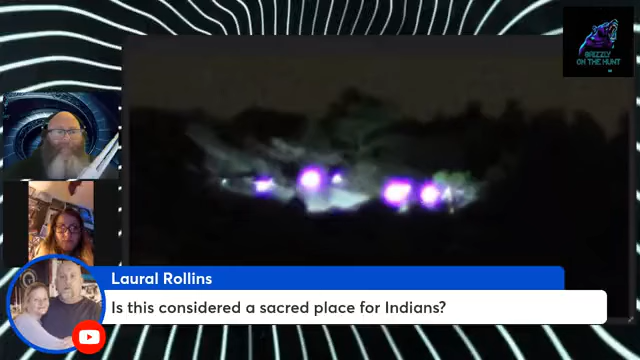 GRIZZLY
ON THE HUNT
Laural Rollins
Is this considered a sacred place for Indians?